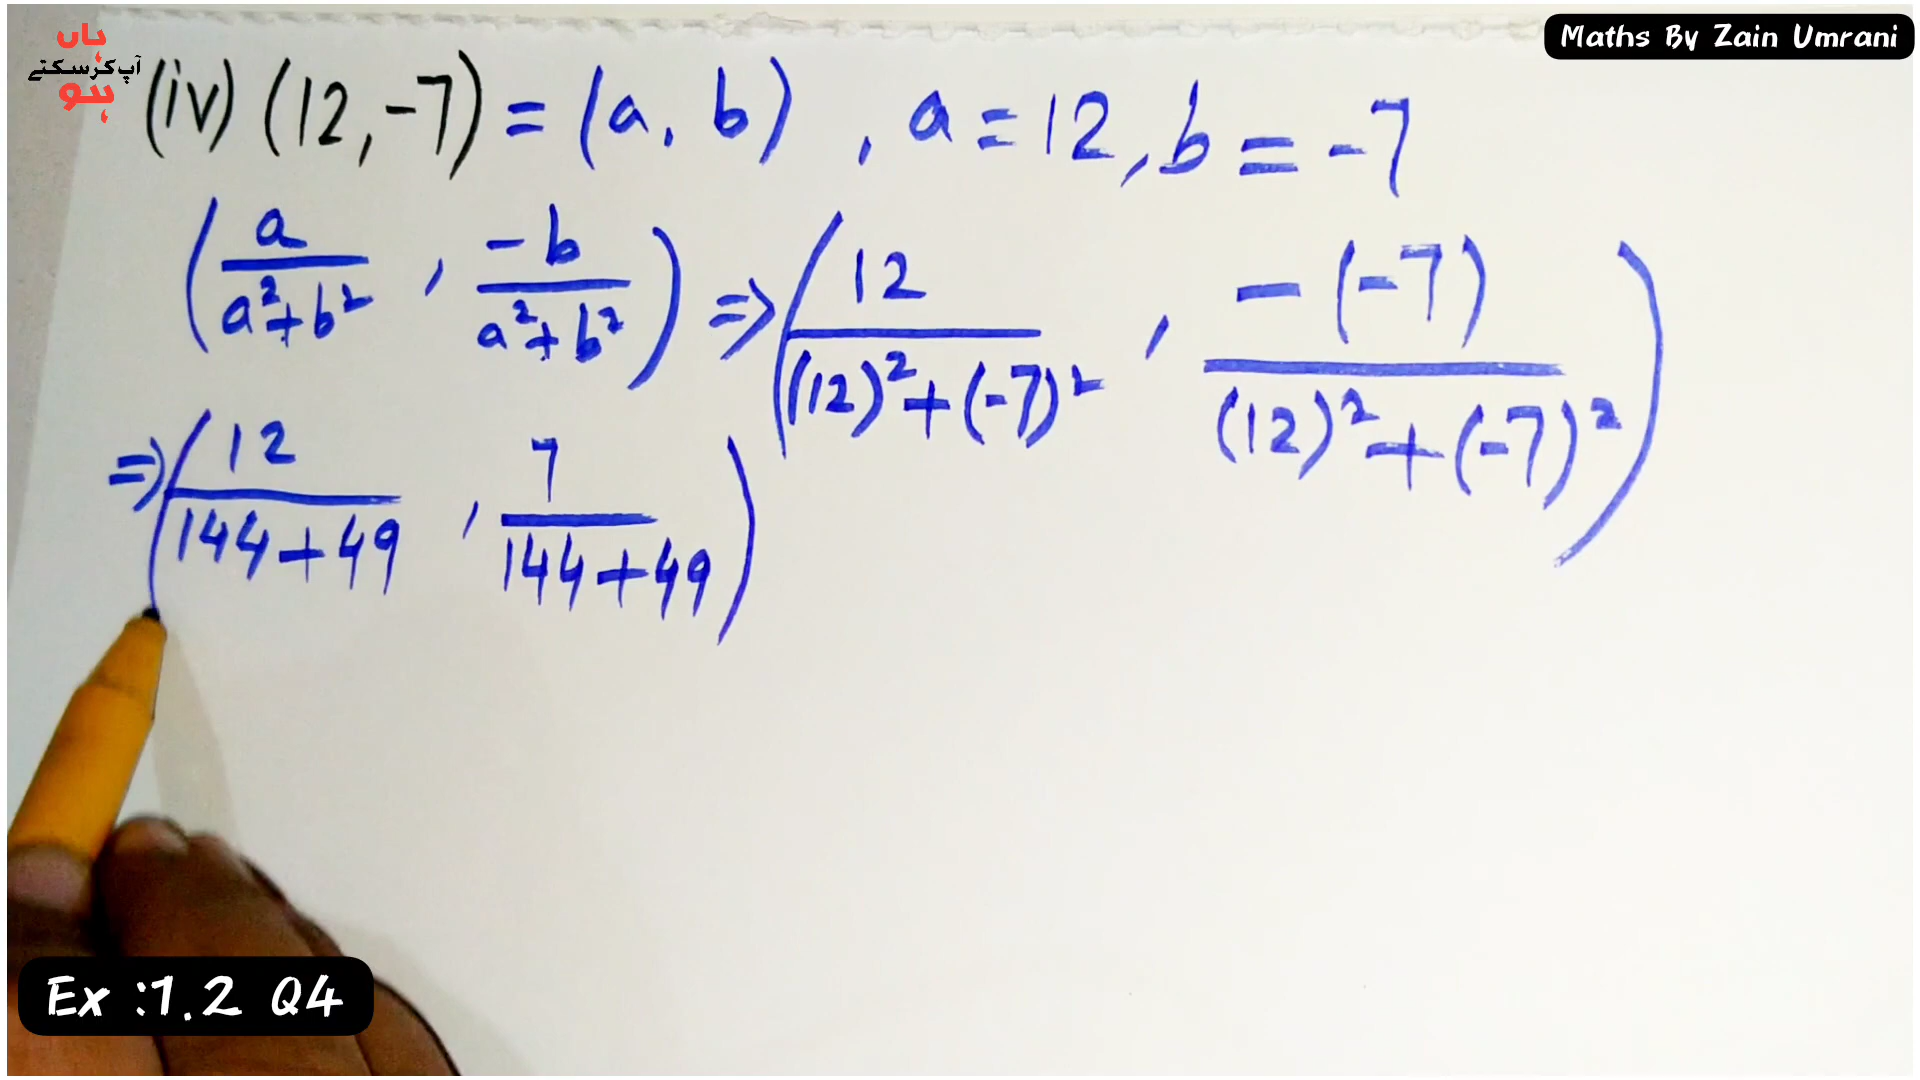 ہاں
آپ کر سکتے
ہو
Maths By Zain Umrani
(iv) (12,-7) = (a, b) , a = 12, b = -7
(a/(a²+b²) , -b/(a²+b²)) => (12/((12)²+(-7)²) , -(-7)/((12)²+(-7)²))
=> (12/(144+49) , 7/(144+49))
Ex :1.2 Q4